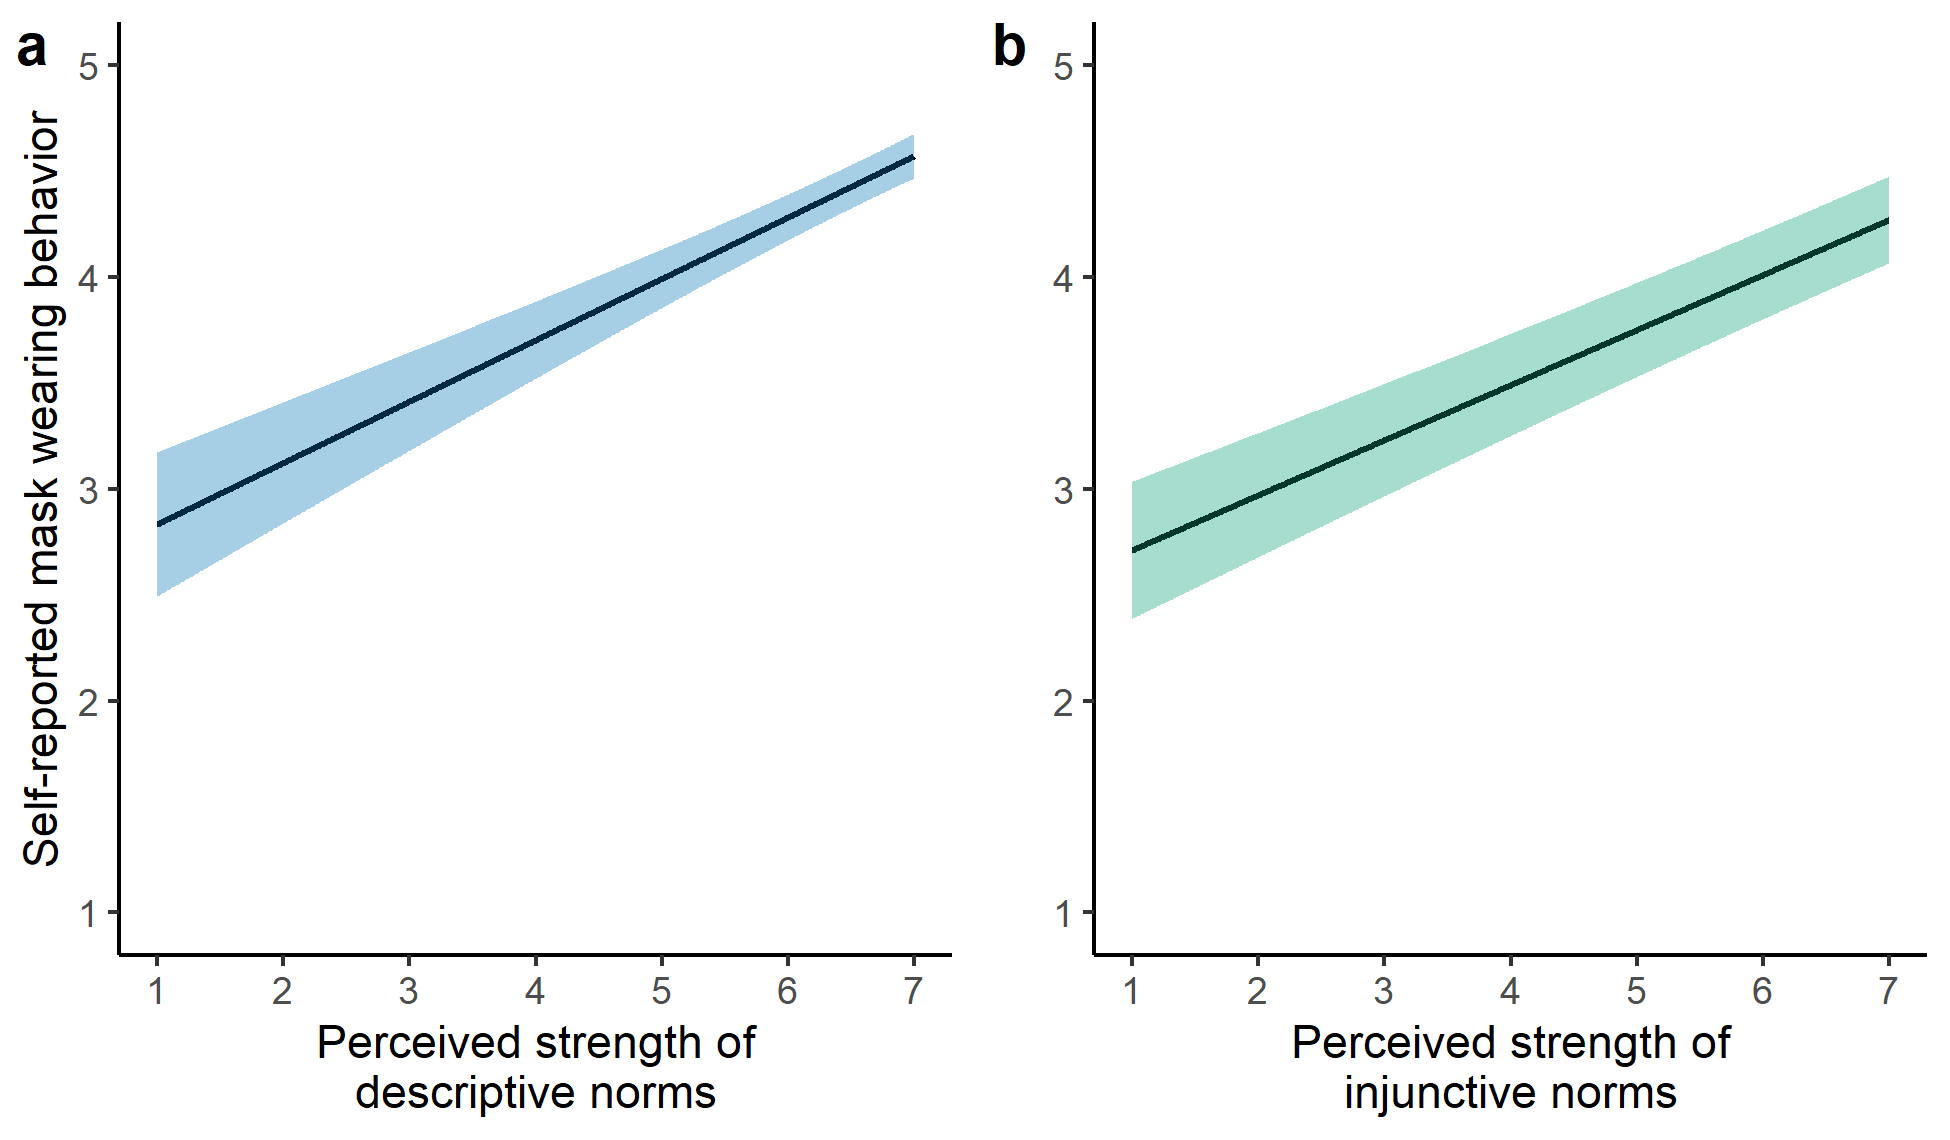 a
Self-reported mask wearing behavior
5
4
3
2
1
1 2 3 4 5 6 7
Perceived strength of
descriptive norms
b
5
4
3
2
1
1 2 3 4 5 6 7
Perceived strength of
injunctive norms